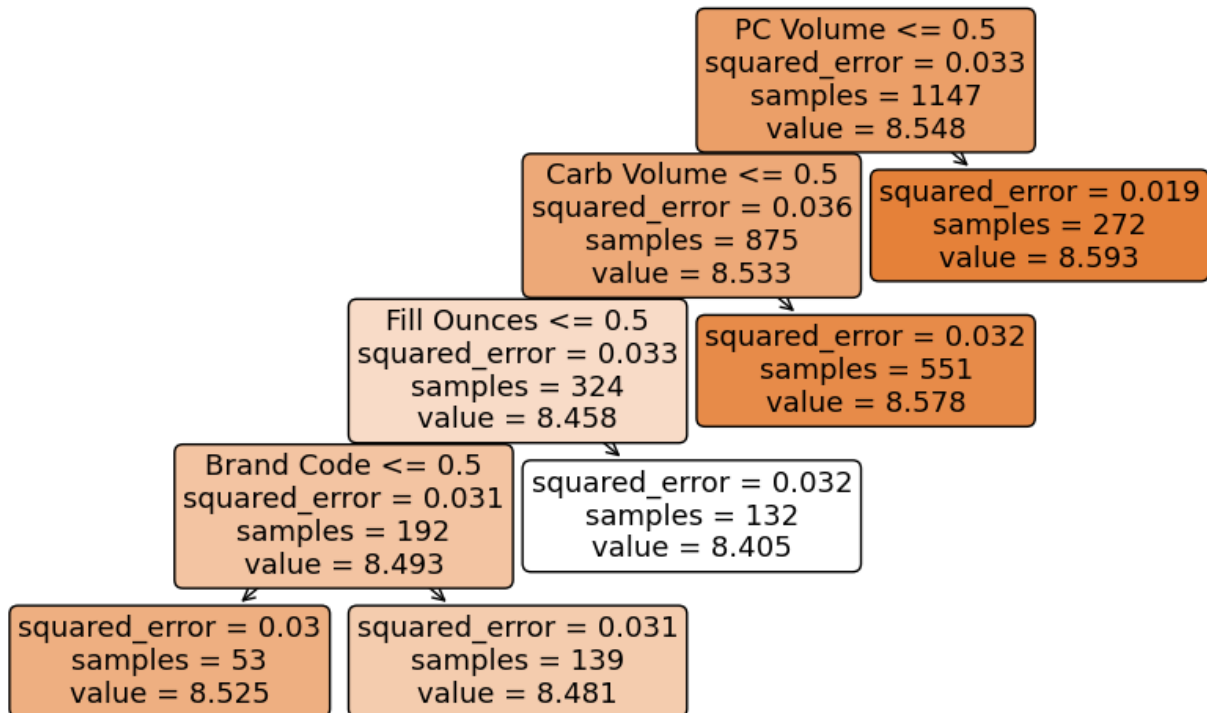 PC Volume <= 0.5
squared_error = 0.033
samples = 1147
value = 8.548
Carb Volume <= 0.5
squared_error = 0.036
samples = 875
value = 8.533
squared_error = 0.019
samples = 272
value = 8.593
Fill Ounces <= 0.5
squared_error = 0.033
samples = 324
value = 8.458
squared_error = 0.032
samples = 551
value = 8.578
Brand Code <= 0.5
squared_error = 0.031
samples = 192
value = 8.493
squared_error = 0.032
samples = 132
value = 8.405
squared_error = 0.03
samples = 53
value = 8.525
squared_error = 0.031
samples = 139
value = 8.481